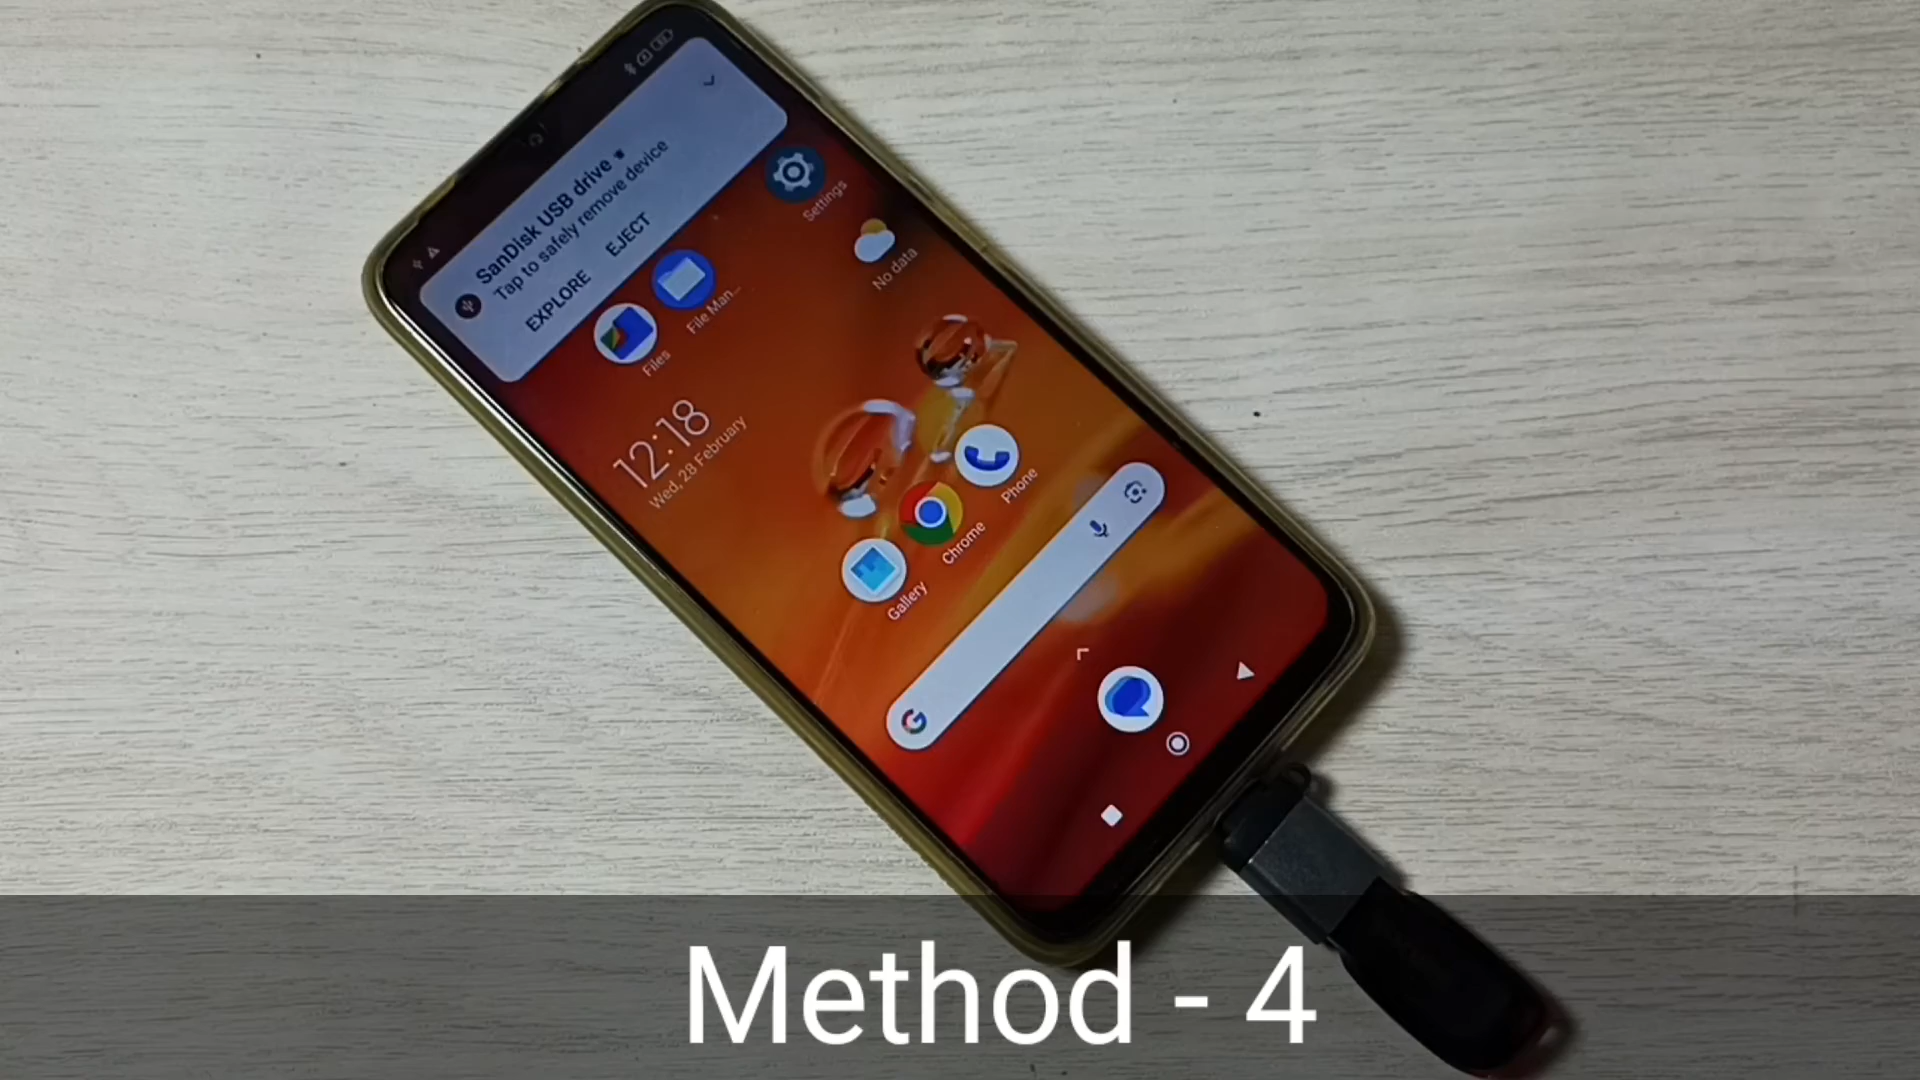 SanDisk USB drive
Tap to safely remove device
EXPLORE EJECT
Settings
No data
Files
File Man...
12:18
Wed, 28 February
Phone
Chrome
Gallery
G
Method - 4